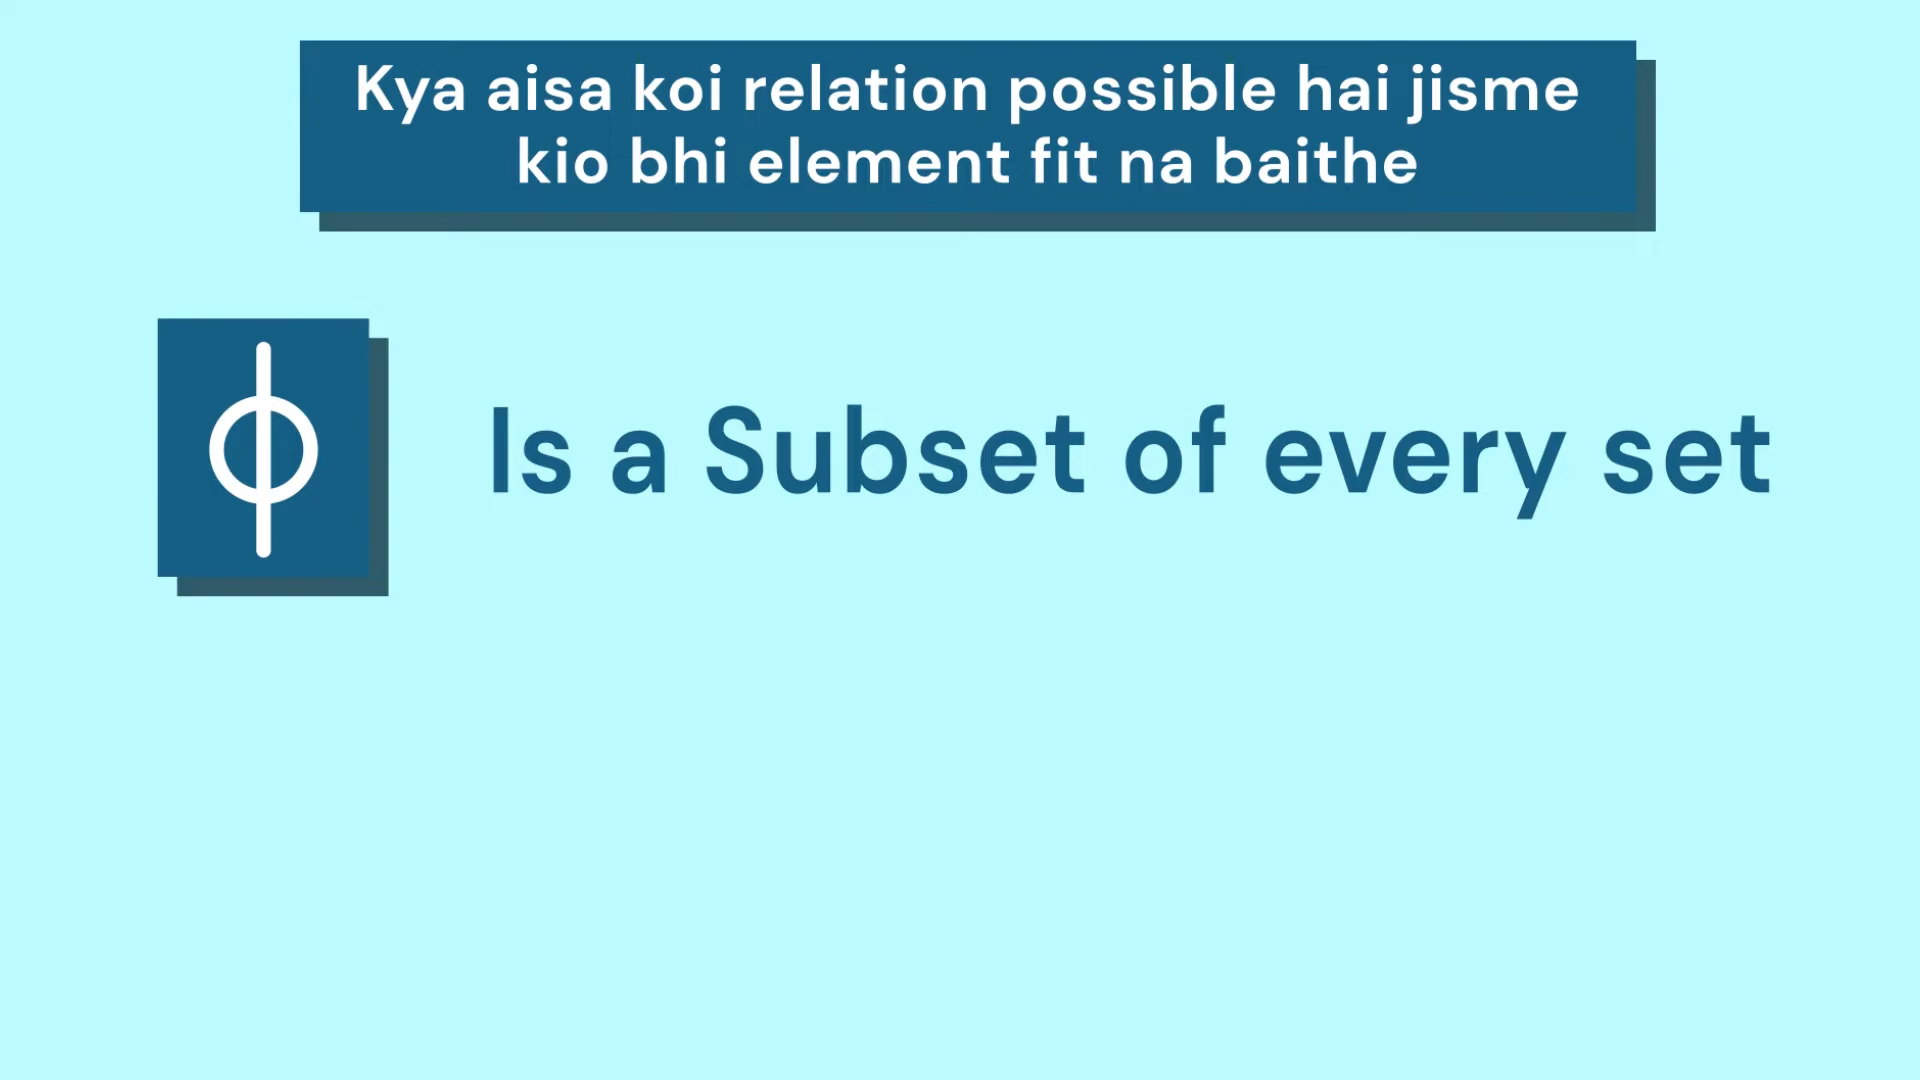 Kya aisa koi relation possible hai jisme
kio bhi element fit na baithe
ϕ Is a Subset of every set